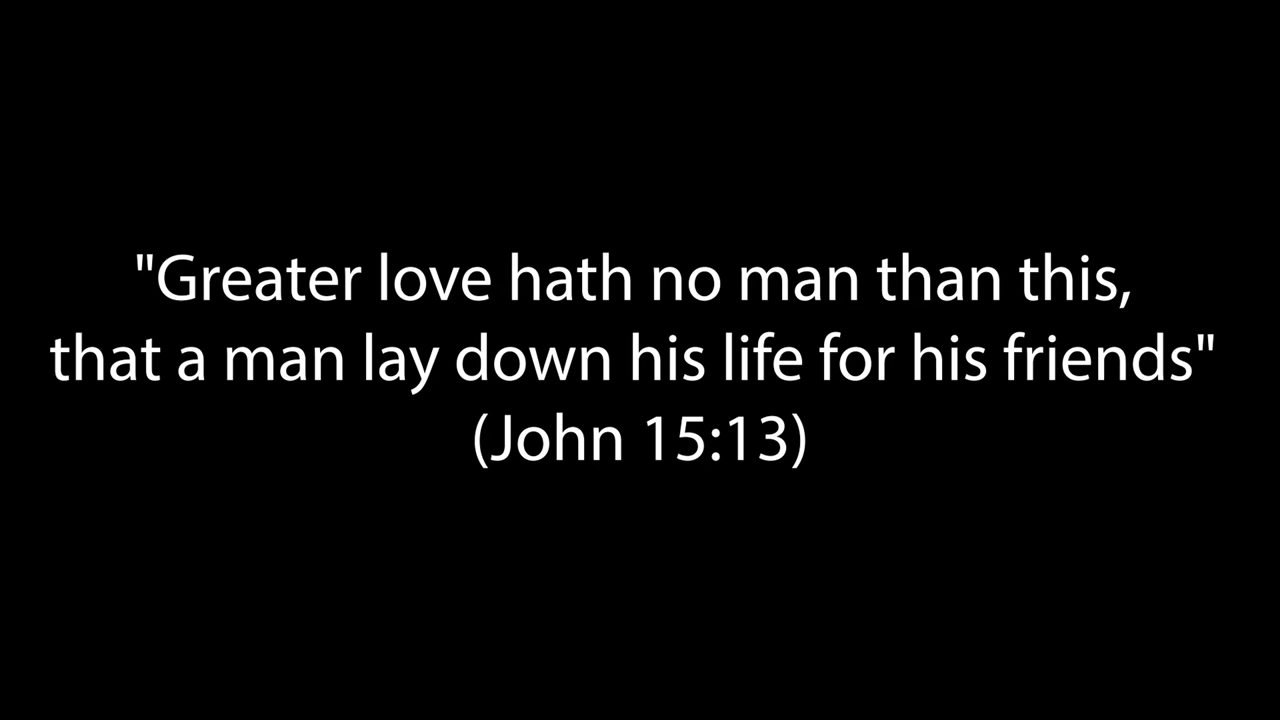 "Greater love hath no man than this,
that a man lay down his life for his friends"
(John 15:13)